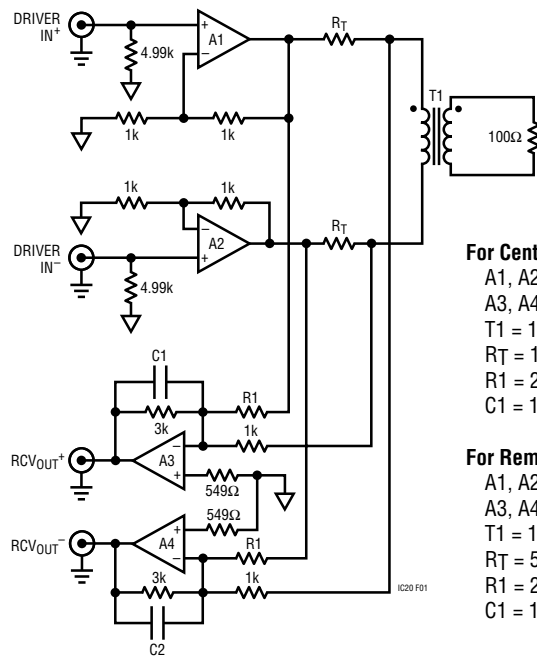 DRIVER
IN+
+
A1
−
4.99k
1k
1k
RT
T1
100Ω
1k
1k
−
A2
+
DRIVER
IN−
4.99k
RT
C1
3k
R1
1k
RCVOUT+
A3
−
+
549Ω
549Ω
RCVOUT−
A4
+
−
R1
3k
1k
C2
IC20 F01
For Cent
A1, A2
A3, A4
T1 = 1
RT = 1
R1 = 2
C1 = 1
For Rem
A1, A2
A3, A4
T1 = 1
RT = 5
R1 = 2
C1 = 1